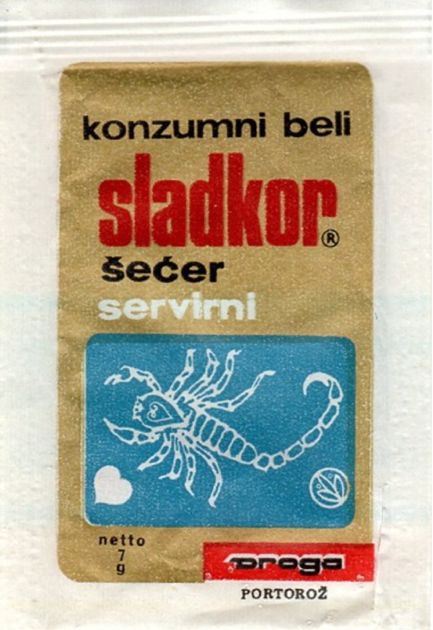 konzumni beli
sladkor®
šećer
servirni
netto
7
g
Droga
PORTOROŽ